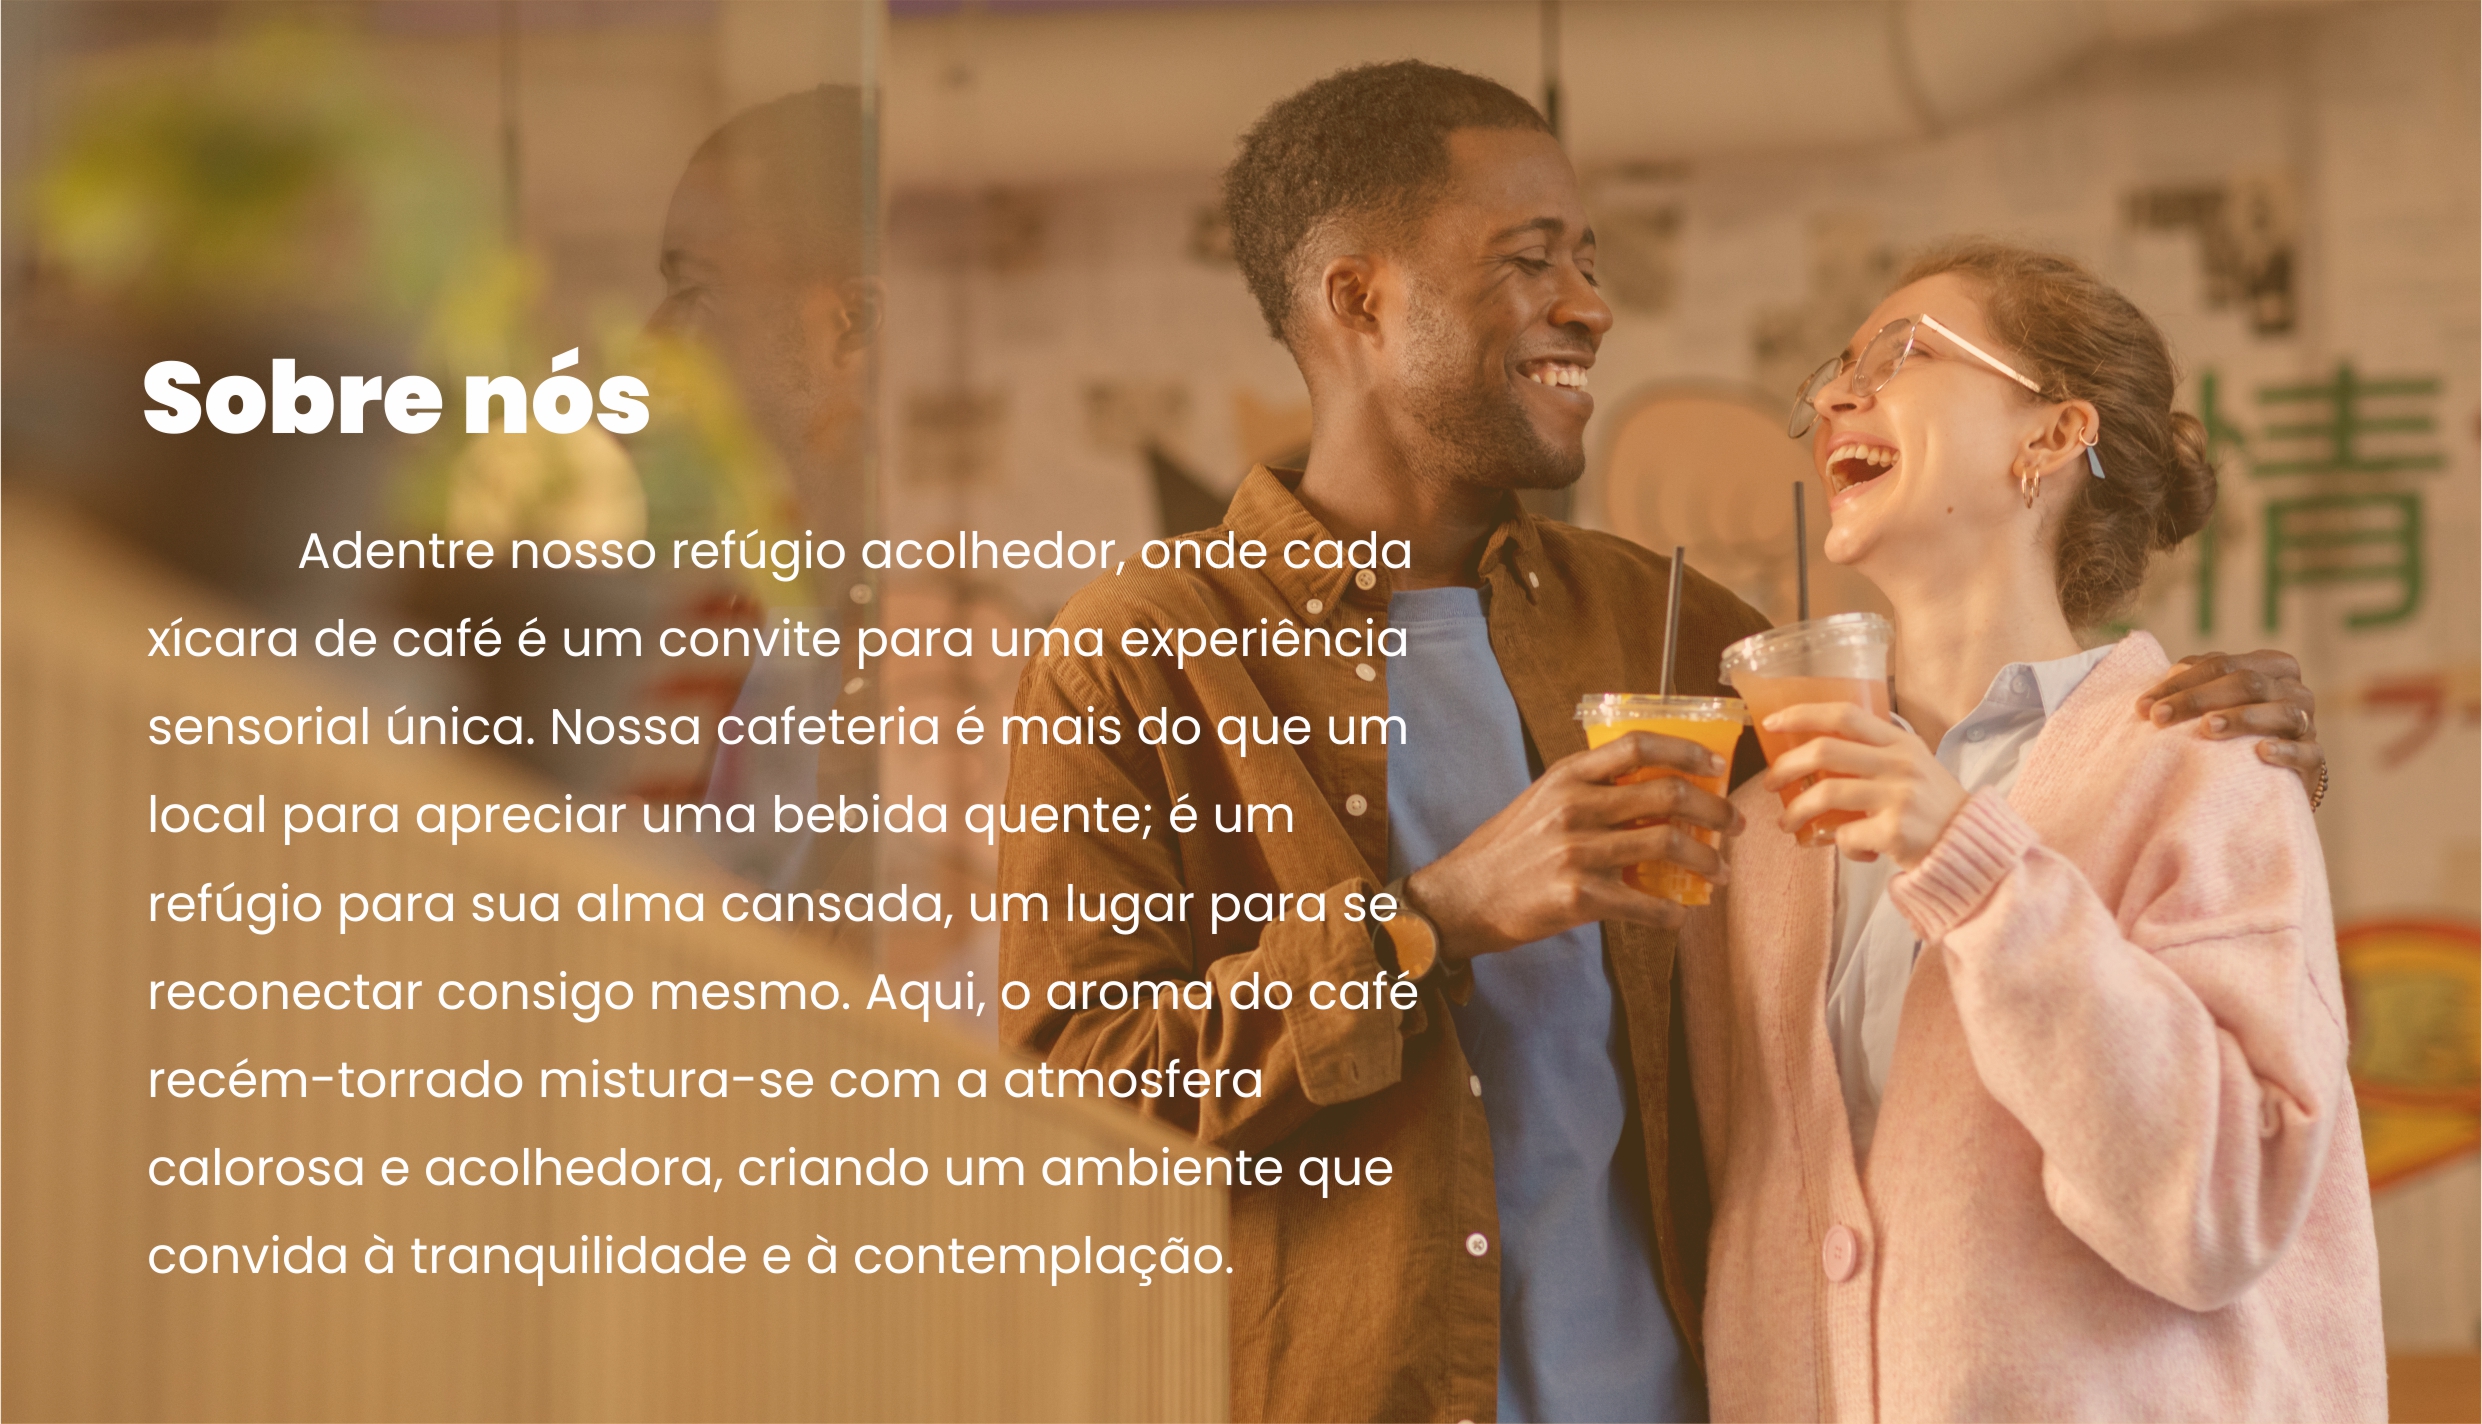 Sobre nós
Adentre nosso refúgio acolhedor, onde cada
xícara de café é um convite para uma experiência
sensorial única. Nossa cafeteria é mais do que um
local para apreciar uma bebida quente; é um
refúgio para sua alma cansada, um lugar para se
reconectar consigo mesmo. Aqui, o aroma do café
recém-torrado mistura-se com a atmosfera
calorosa e acolhedora, criando um ambiente que
convida à tranquilidade e à contemplação.
情